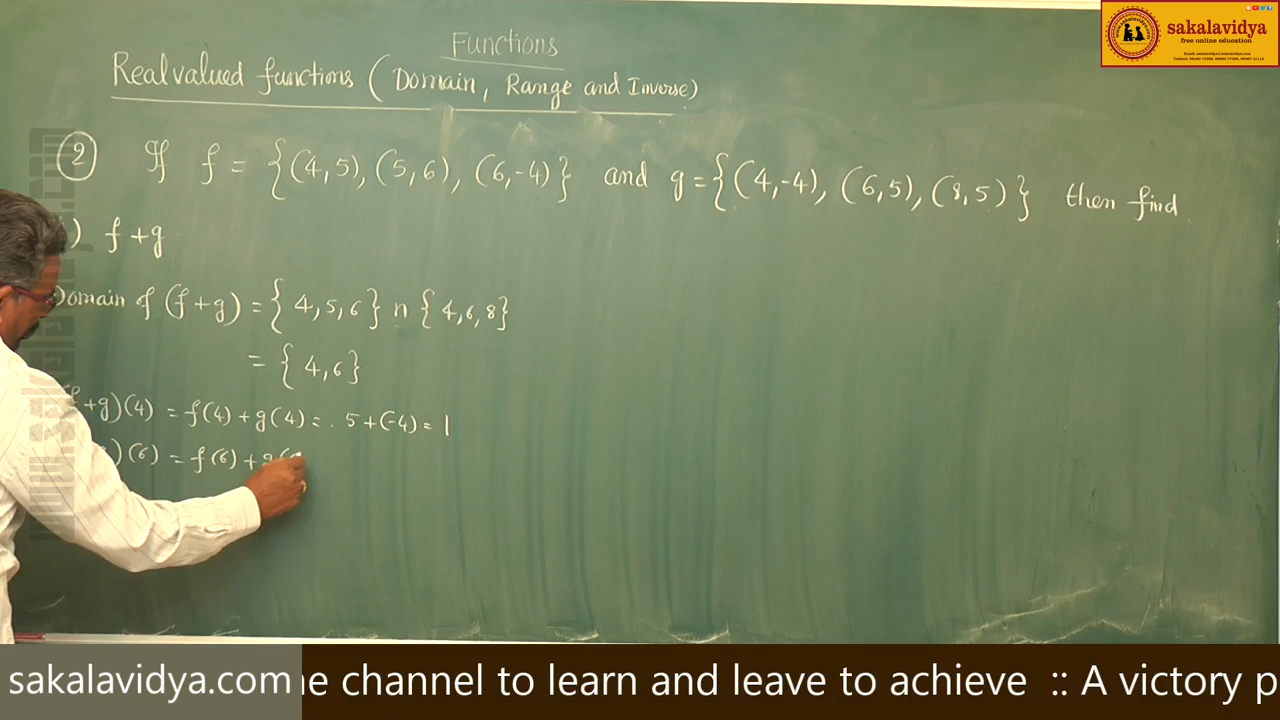 Functions
Real valued functions (Domain, Range and Inverse)
sakalavidya
free online education
2 If f = {(4,5), (5,6), (6,-4)} and g = {(4,-4), (6,5), (8,5)} then find
) f+g
Domain of (f+g) = {4,5,6} n {4,6,8}
= {4,6}
f+g)(4) = f(4) + g(4) = . 5+(-4) = 1
)(6) = f(6) + g(
sakalavidya.com
e channel to learn and leave to achieve :: A victory p